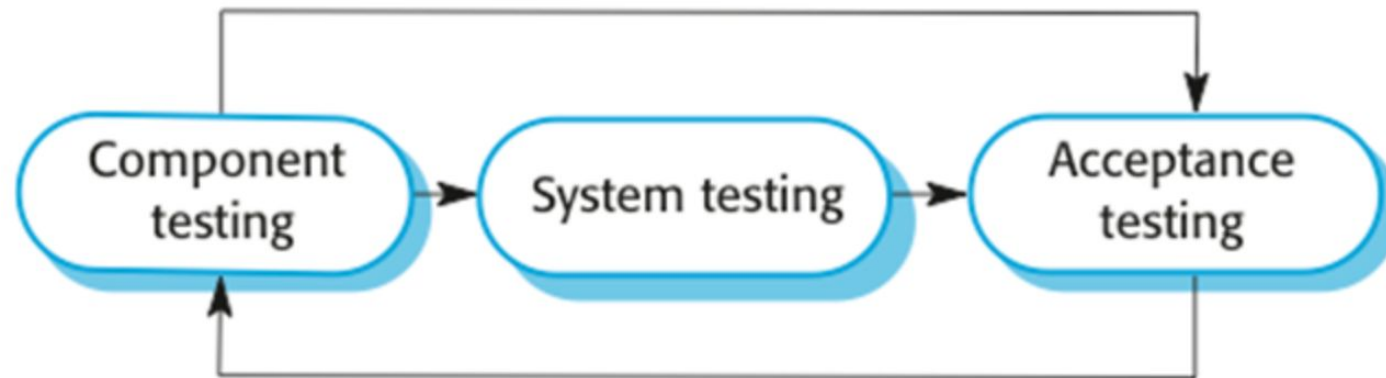 Component
testing
System testing
Acceptance
testing